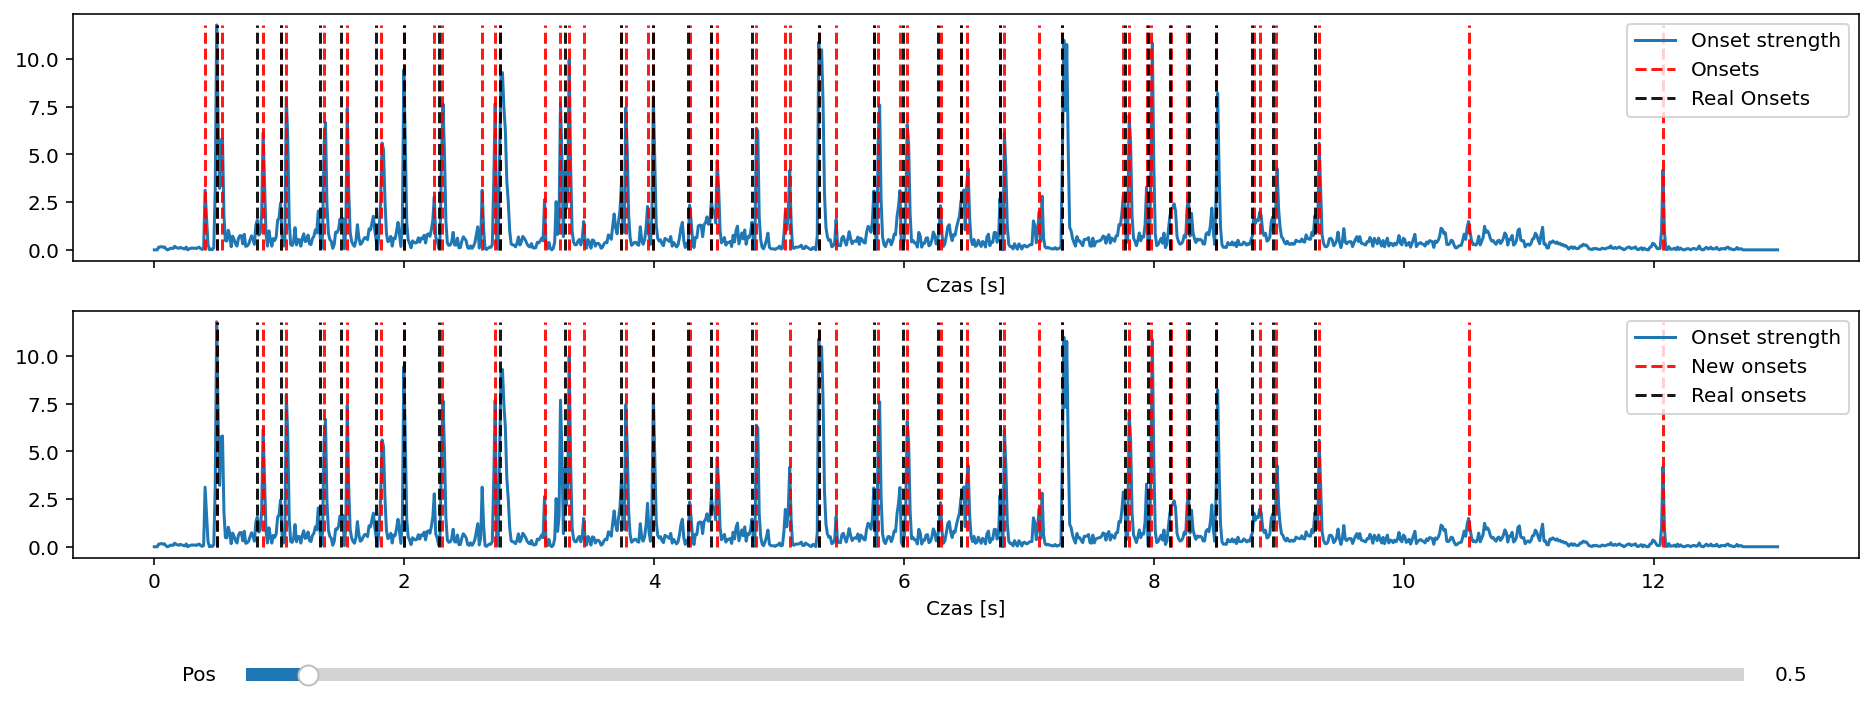 10.0
7.5
5.0
2.5
0.0
Onset strength
Onsets
Real Onsets
Czas [s]
10.0
7.5
5.0
2.5
0.0
Onset strength
New onsets
Real onsets
0 2 4 6 8 10 12
Czas [s]
Pos 0.5